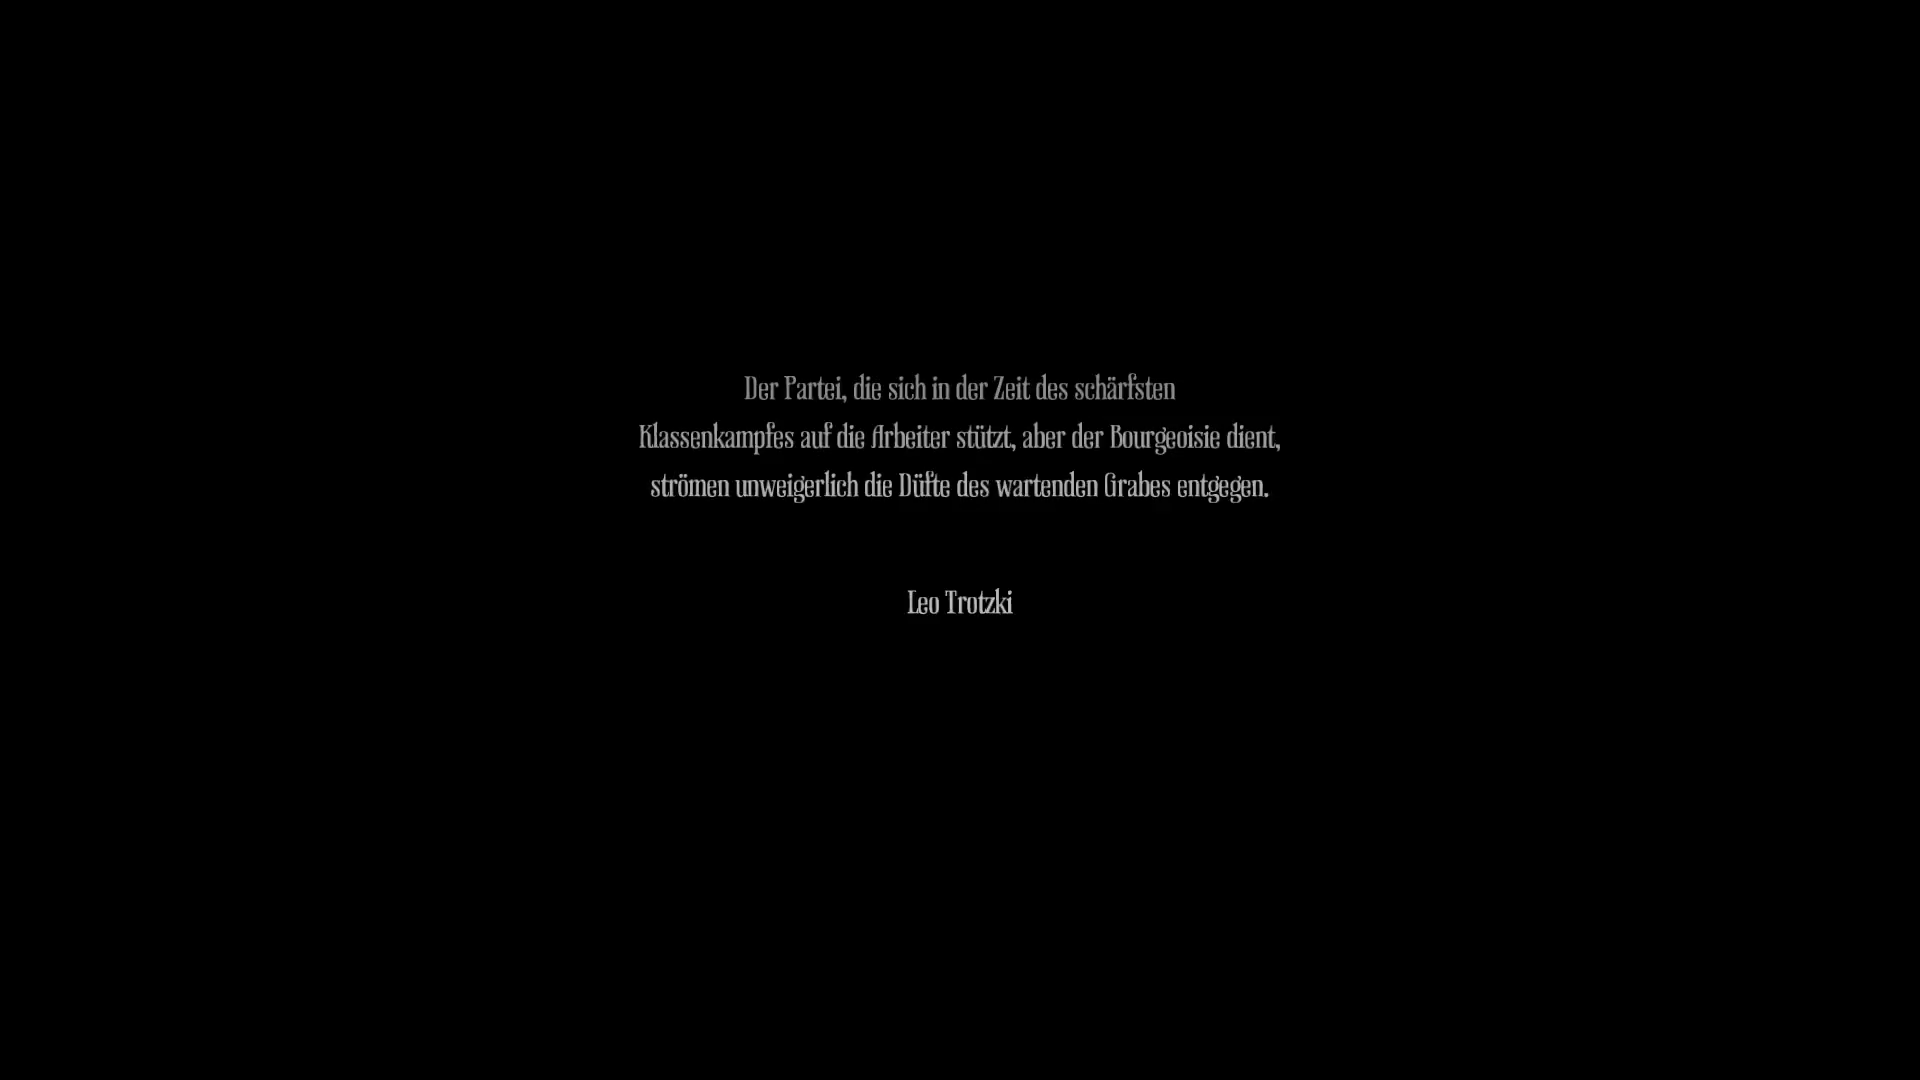 Der Partei, die sich in der Zeit des schärfsten
Klassenkampfes auf die Arbeiter stützt, aber der Bourgeoisie dient,
strömen unweigerlich die Düfte des wartenden Grabes entgegen.
Leo Trotzki